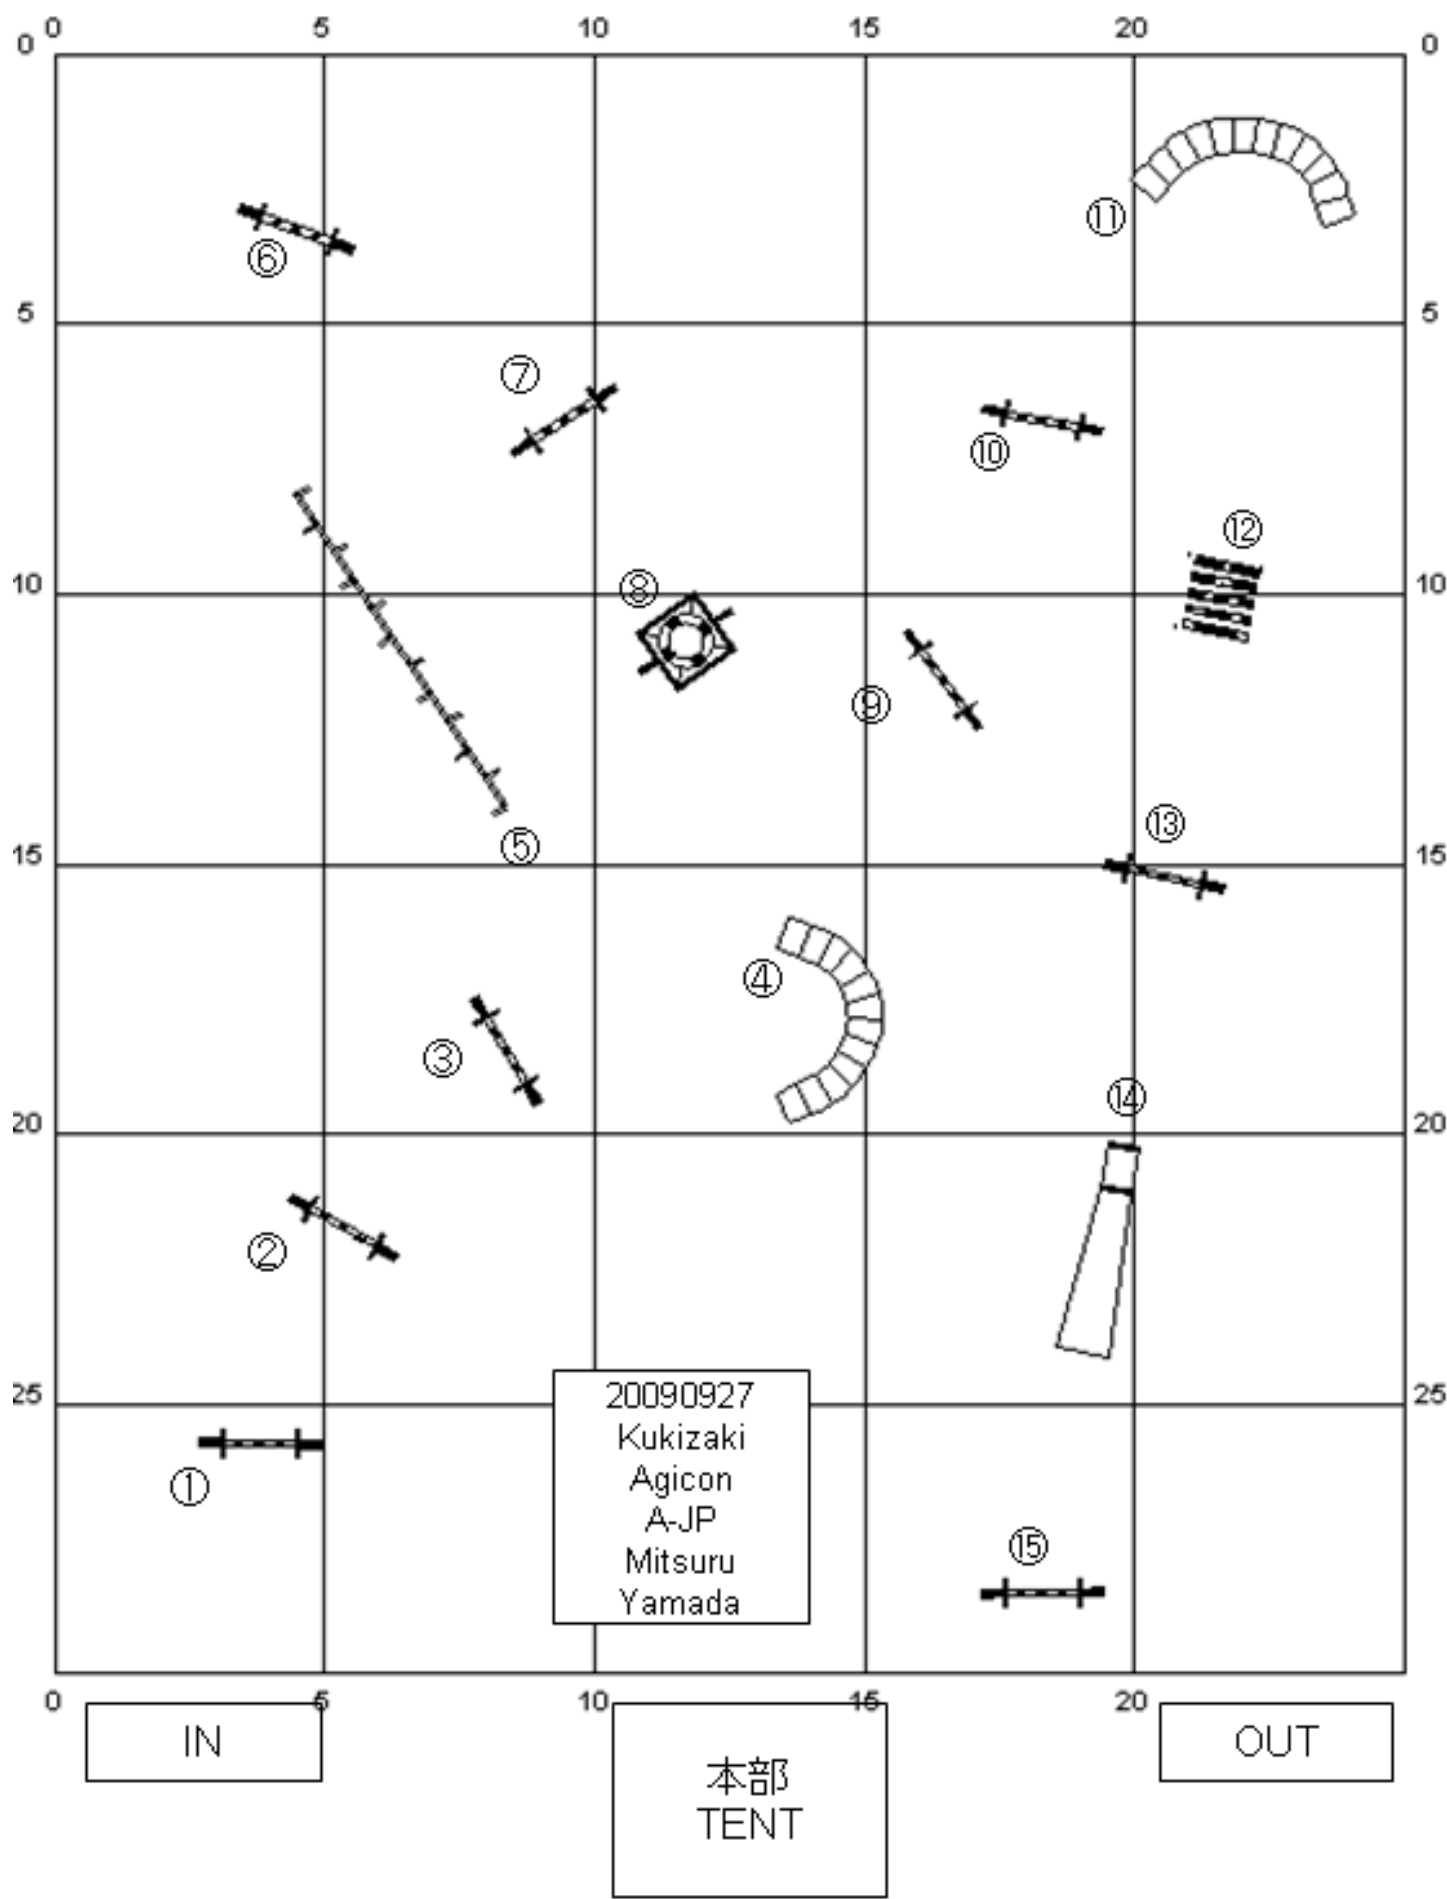 0 5 10 15 20
0 0
⑪
⑥
5 5
⑦
⑩
⑫
10 ⑧ 10
⑨
⑬
⑤
15 15
④
③
⑭
20 20
②
25 25
20090927
Kukizaki
Agicon
A-JP
Mitsuru
Yamada
①
⑮
0 5 10 15 20
IN
OUT
本部
TENT